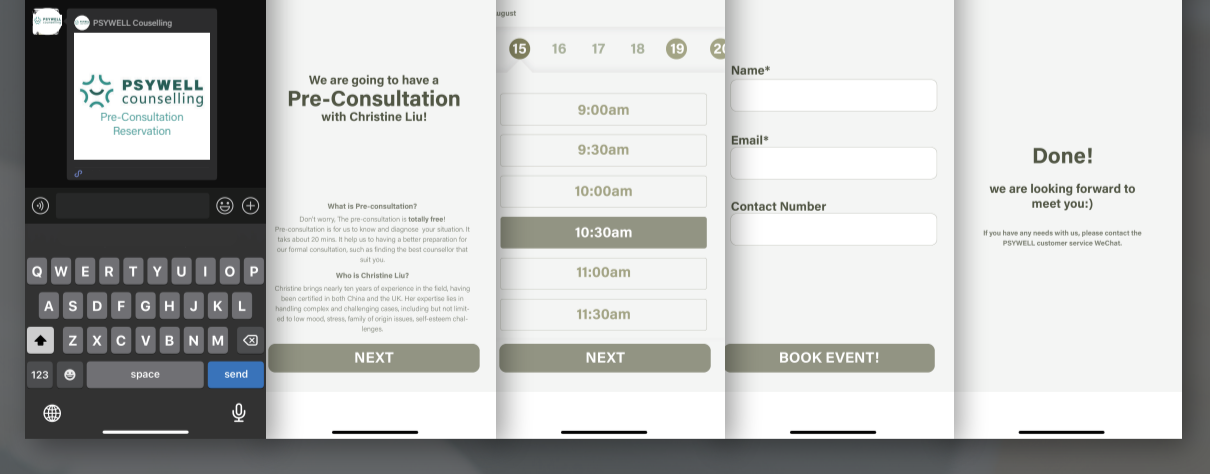 PSYWELL Couselling
PSYWELL
counselling
Pre-Consultation
Reservation
Q W E R T Y U I O P
A S D F G H J K L
Z X C V B N M
123
space
send
We are going to have a
Pre-Consultation
with Christine Liu!
What is Pre-consultation?
Don't worry, The pre-consultation is totally free!
Pre-consultation is for us to know and diagnose your situation. It
taks about 20 mins. It help us to having a better preparation for
our formal consultation, such as finding the best counsellor that
suit you.
Who is Christine Liu?
Christine brings nearly ten years of experience in the field, having
been certified in both China and the UK. Her expertise lies in
handling complex and challenging cases, including but not limit-
ed to low mood, stress, family of origin issues, self-esteem chal-
lenges.
NEXT
ugust
15 16 17 18 19 20
9:00am
9:30am
10:00am
10:30am
11:00am
11:30am
NEXT
Name*
Email*
Contact Number
BOOK EVENT!
Done!
we are looking forward to
meet you:)
If you have any needs with us, please contact the
PSYWELL customer service WeChat.